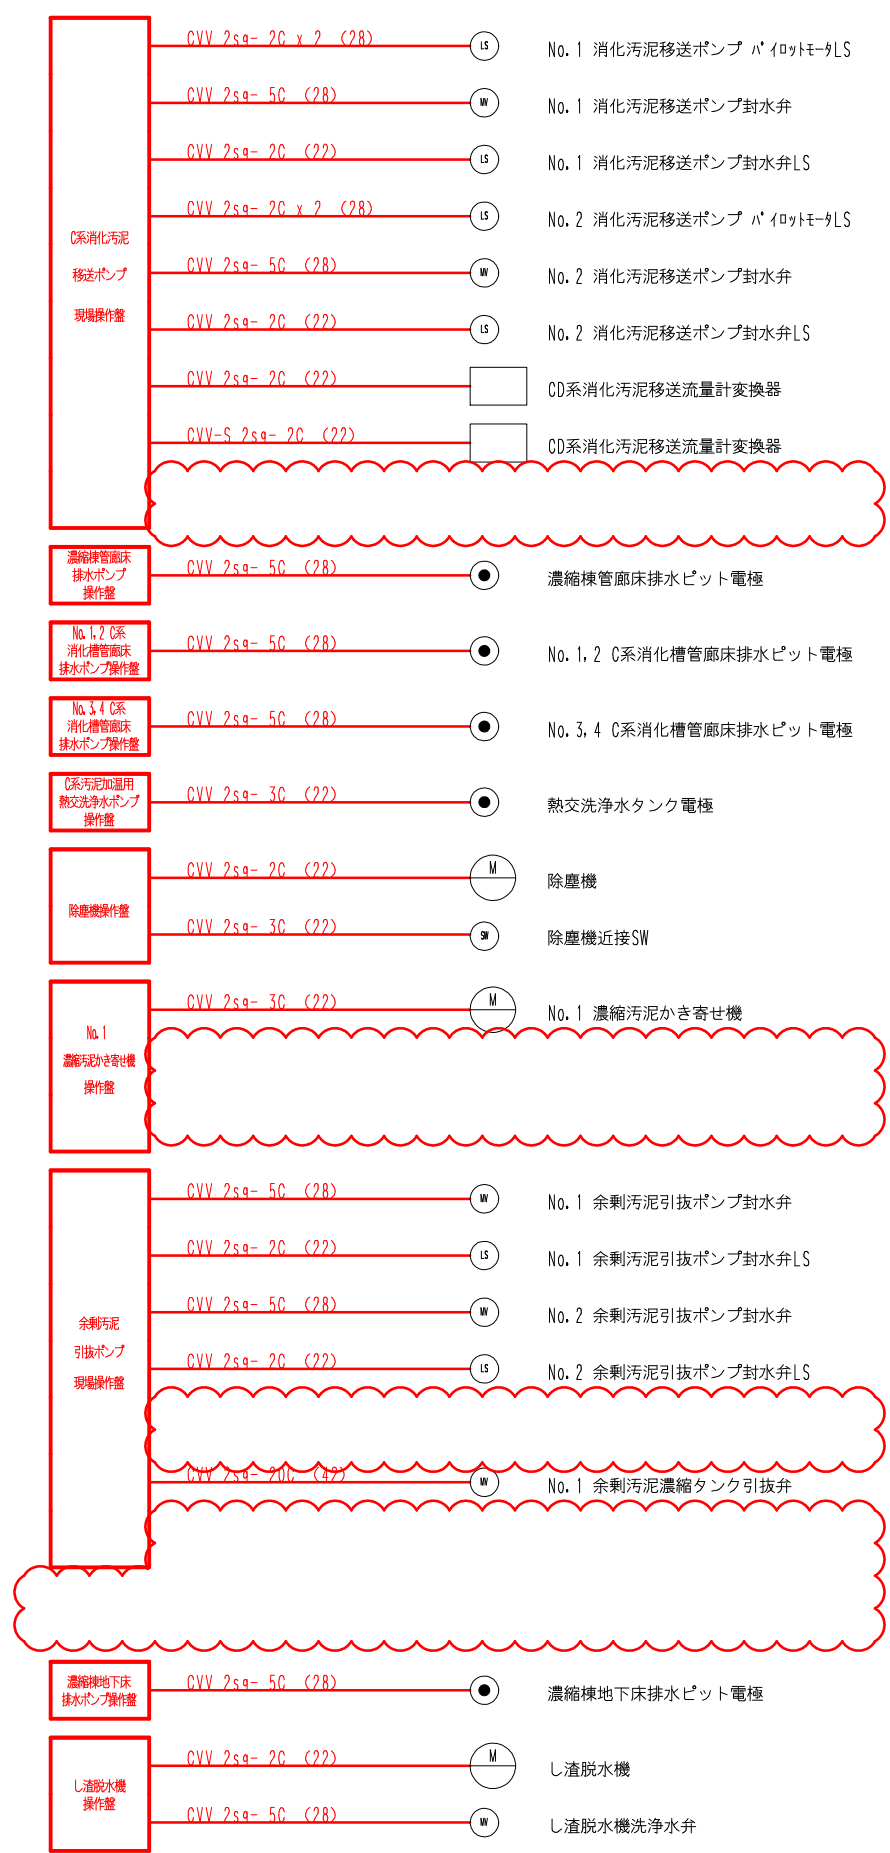 CVV 2sq- 2C x 2 (28)
LS
No.1 消化汚泥移送ポンプ パイロットモータLS
CVV 2sq- 5C (28)
MV
No.1 消化汚泥移送ポンプ封水弁
CVV 2sq- 2C (22)
LS
No.1 消化汚泥移送ポンプ封水弁LS
CVV 2sq- 2C x 2 (28)
LS
No.2 消化汚泥移送ポンプ パイロットモータLS
C系消化汚泥
移送ポンプ
現場操作盤
CVV 2sq- 5C (28)
MV
No.2 消化汚泥移送ポンプ封水弁
CVV 2sq- 2C (22)
LS
No.2 消化汚泥移送ポンプ封水弁LS
CVV 2sq- 2C (22)
CD系消化汚泥移送流量計変換器
CVV-S 2sq- 2C (22)
CD系消化汚泥移送流量計変換器
濃縮棟管廊床
排水ポンプ
操作盤
CVV 2sq- 5C (28)
濃縮棟管廊床排水ピット電極
No.1,2 C系
消化槽管廊床
排水ポンプ操作盤
CVV 2sq- 5C (28)
No.1,2 C系消化槽管廊床排水ピット電極
No.3,4 C系
消化槽管廊床
排水ポンプ操作盤
CVV 2sq- 5C (28)
No.3,4 C系消化槽管廊床排水ピット電極
C系汚泥加温用
熱交洗浄水ポンプ
操作盤
CVV 2sq- 3C (22)
熱交洗浄水タンク電極
除塵機操作盤
CVV 2sq- 2C (22)
M
除塵機
CVV 2sq- 3C (22)
SW
除塵機近接SW
No.1
濃縮汚泥かき寄せ機
操作盤
CVV 2sq- 3C (22)
M
No.1 濃縮汚泥かき寄せ機
余剰汚泥
引抜ポンプ
現場操作盤
CVV 2sq- 5C (28)
MV
No.1 余剰汚泥引抜ポンプ封水弁
CVV 2sq- 2C (22)
LS
No.1 余剰汚泥引抜ポンプ封水弁LS
CVV 2sq- 5C (28)
MV
No.2 余剰汚泥引抜ポンプ封水弁
CVV 2sq- 2C (22)
LS
No.2 余剰汚泥引抜ポンプ封水弁LS
CVV 2sq- 20C (42)
MV
No.1 余剰汚泥濃縮タンク引抜弁
濃縮棟地下床
排水ポンプ操作盤
CVV 2sq- 5C (28)
濃縮棟地下床排水ピット電極
し渣脱水機
操作盤
CVV 2sq- 2C (22)
M
し渣脱水機
CVV 2sq- 5C (28)
MV
し渣脱水機洗浄水弁